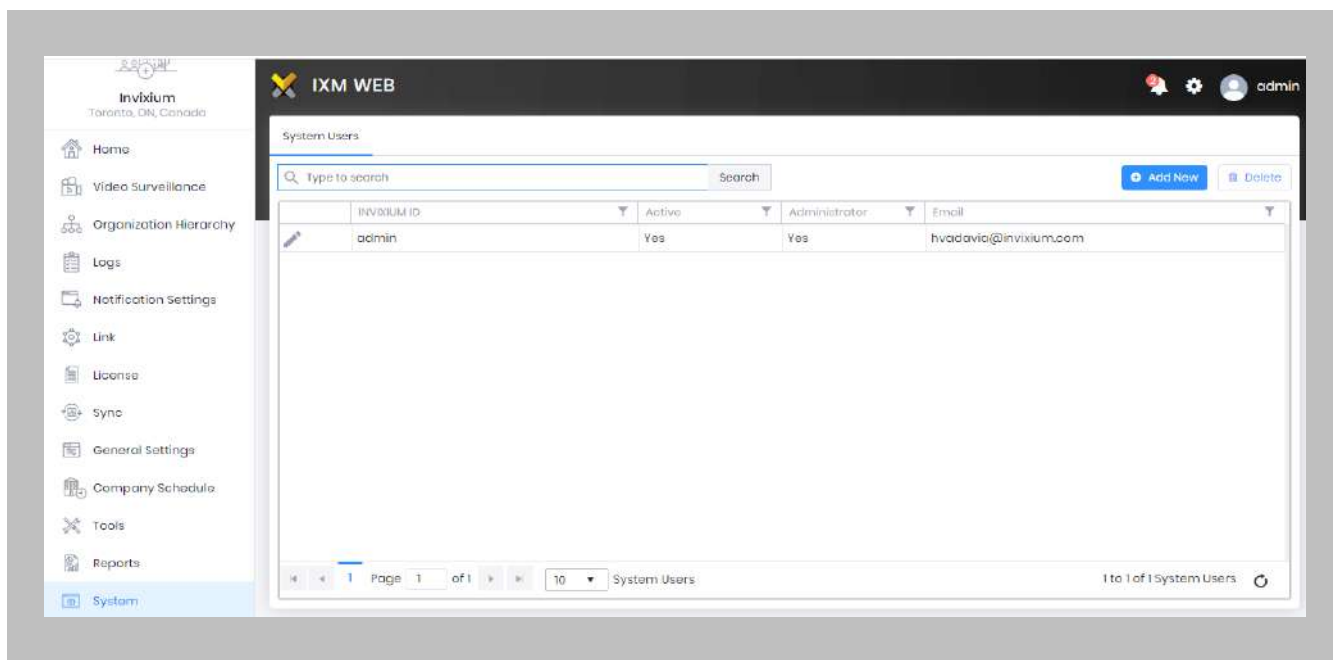 Invixium
Toronto, ON, Canada
Home
Video Surveillance
Organization Hierarchy
Logs
Notification Settings
Link
License
Sync
General Settings
Company Schedule
Tools
Reports
System
IXM WEB
admin
System Users
Type to search Search Add New Delete
INVIXIUM ID Active Administrator Email
admin Yes Yes hvadavia@invixium.com
1 Page 1 of 1 10 System Users 1 to 1 of 1 System Users